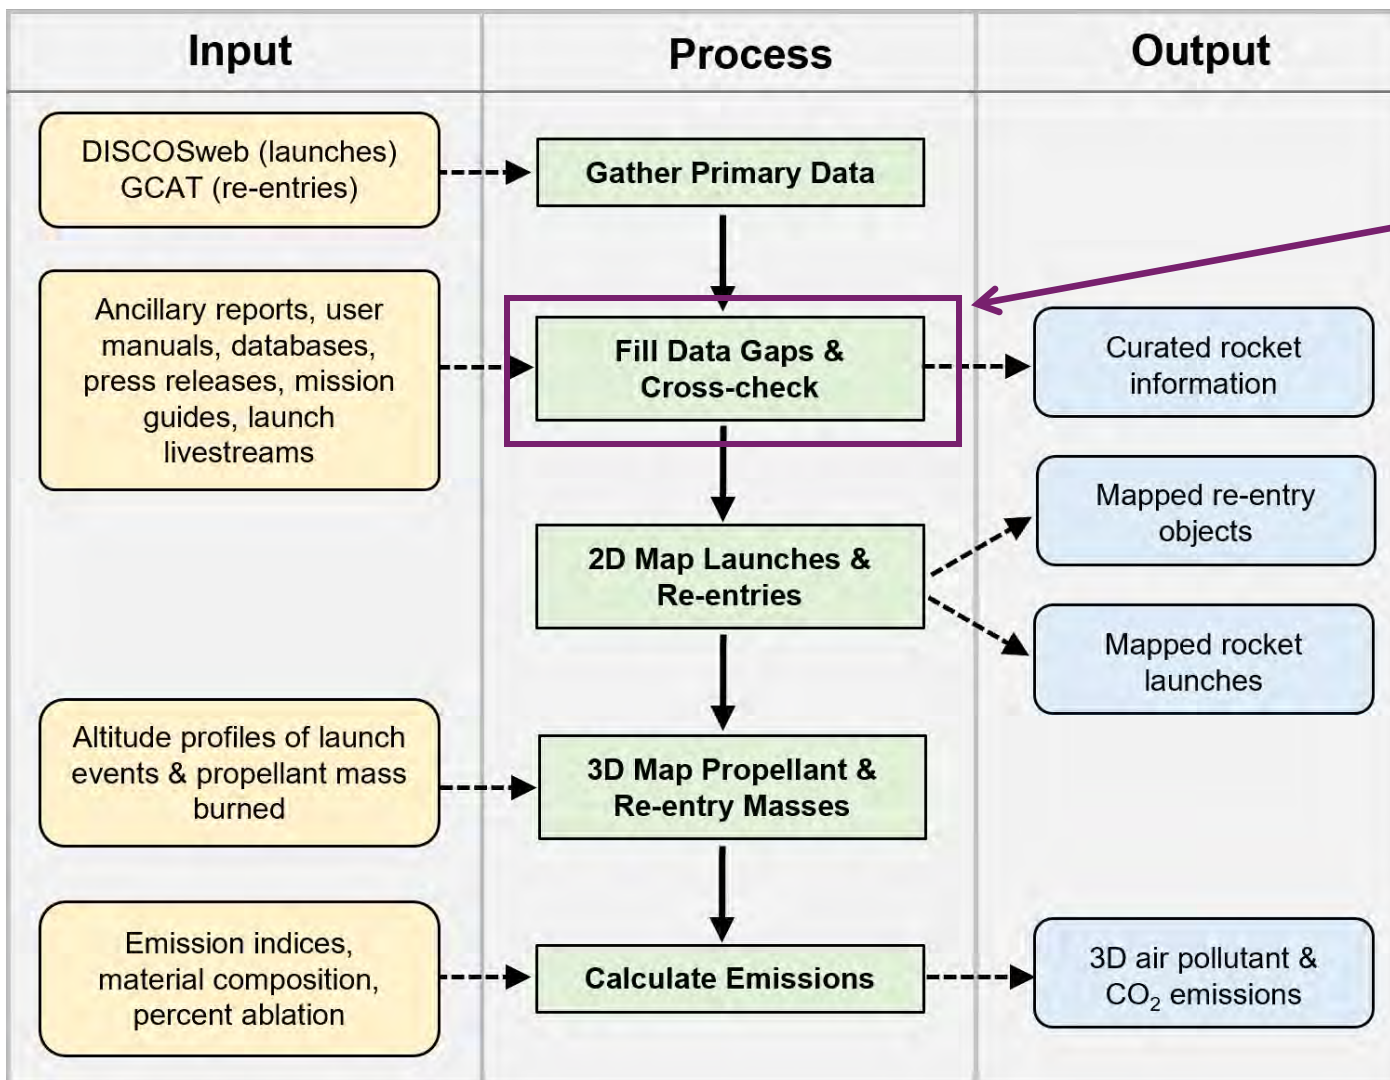 Input
Process
Output
DISCOSweb (launches)
GCAT (re-entries)
Gather Primary Data
Ancillary reports, user
manuals, databases,
press releases, mission
guides, launch
livestreams
Fill Data Gaps &
Cross-check
Curated rocket
information
2D Map Launches &
Re-entries
Mapped re-entry
objects
Mapped rocket
launches
Altitude profiles of launch
events & propellant mass
burned
3D Map Propellant &
Re-entry Masses
Emission indices,
material composition,
percent ablation
Calculate Emissions
3D air pollutant &
CO₂ emissions